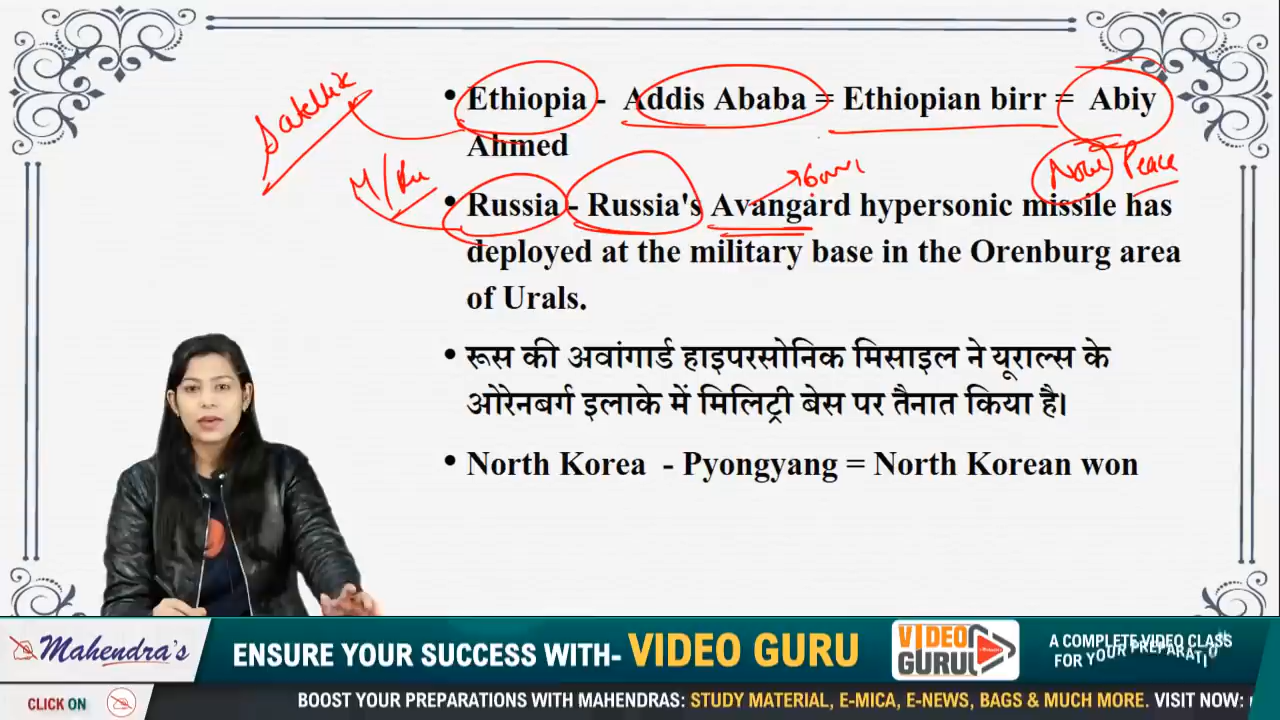 • Ethiopia - Addis Ababa = Ethiopian birr = Abiy
Ahmed
Peace
• Russia - Russia's Avangard hypersonic missile has
deployed at the military base in the Orenburg area
of Urals.
• रूस की अवांगार्ड हाइपरसोनिक मिसाइल ने यूराल्स के
ओरेनबर्ग इलाके में मिलिट्री बेस पर तैनात किया है।
• North Korea - Pyongyang = North Korean won
Mahendra's
ENSURE YOUR SUCCESS WITH- VIDEO GURU
VIDEO
GURU
A COMPLETE VIDEO CLASS
FOR YOUR PREPARATI
CLICK ON
BOOST YOUR PREPARATIONS WITH MAHENDRAS: STUDY MATERIAL, E-MICA, E-NEWS, BAGS & MUCH MORE. VISIT NOW: